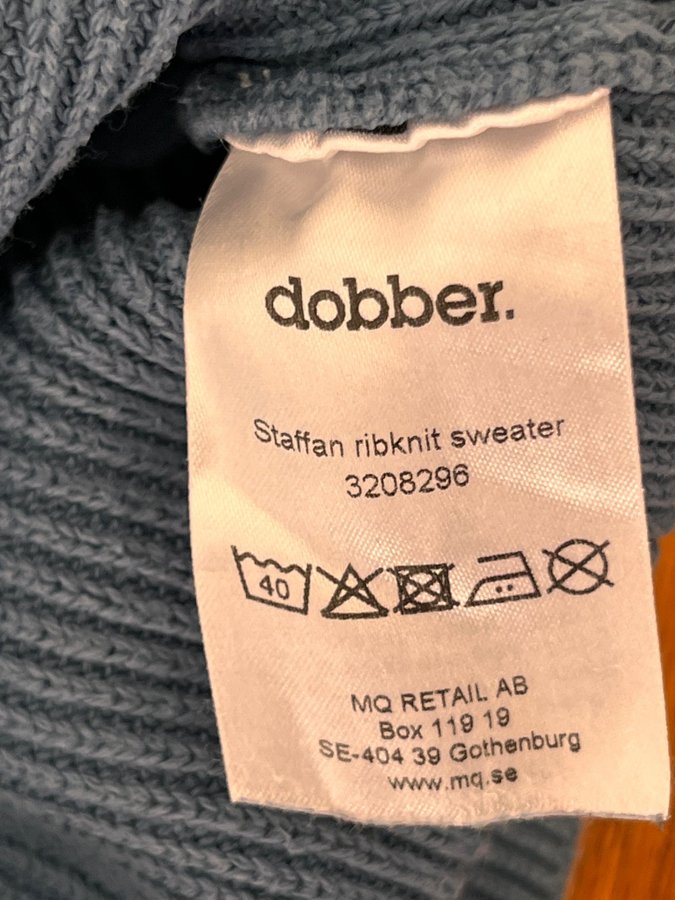 dobber.
Staffan ribknit sweater
3208296
40
MQ RETAIL AB
Box 119 19
SE-404 39 Gothenburg
www.mq.se